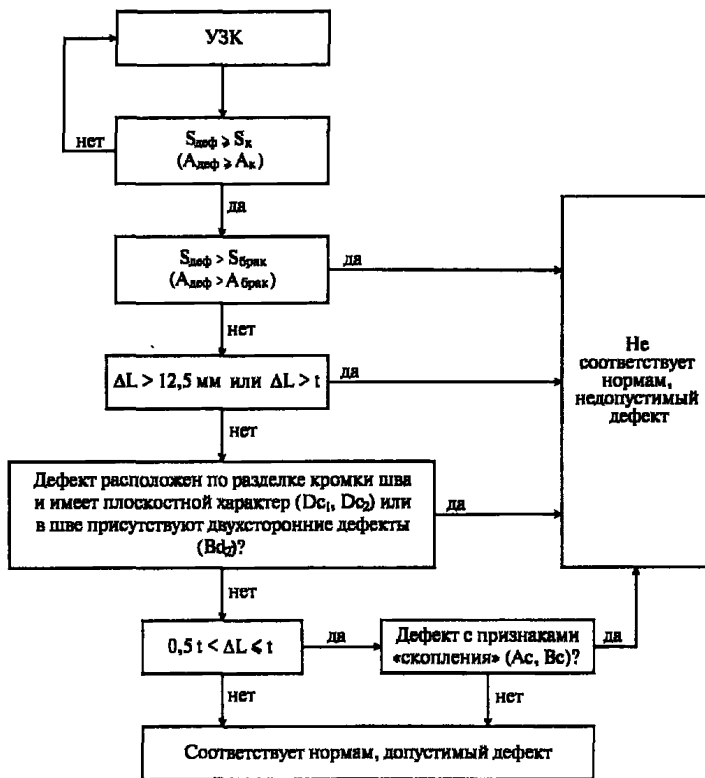 УЗК
нет
Sдеф ⩾ Sк
(Aдеф ⩾ Aк)
да
Sдеф > Sбрак
(Aдеф > Aбрак)
да
нет
ΔL > 12,5 мм или ΔL > t
да
Не
соответствует
нормам,
недопустимый
дефект
нет
Дефект расположен по разделке кромки шва
и имеет плоскостной характер (Dc₁, Dc₂) или
в шве присутствуют двухсторонние дефекты
(Bd₂)?
да
нет
0,5 t < ΔL ⩽ t
да
Дефект с признаками
«скопления» (Ac, Bc)?
да
нет
нет
Соответствует нормам, допустимый дефект